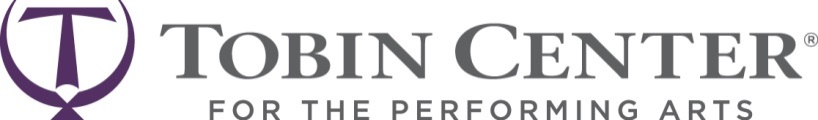 T TOBIN CENTER®
FOR THE PERFORMING ARTS